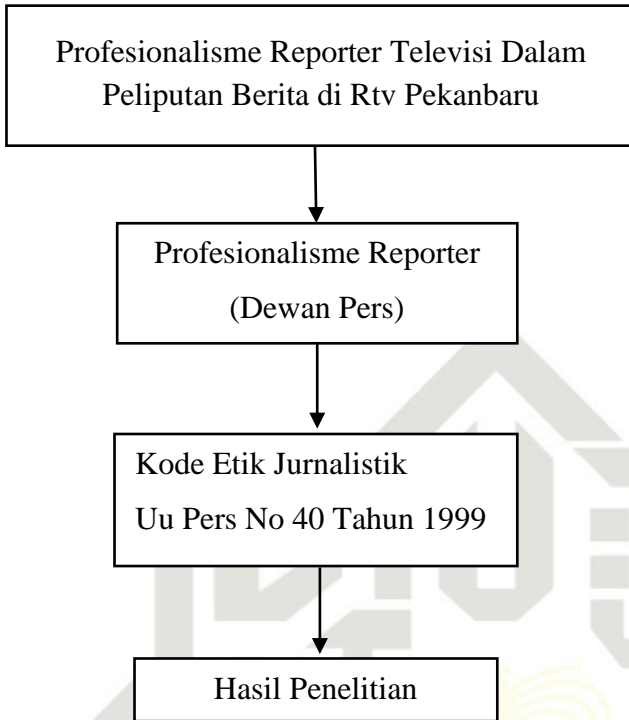 Profesionalisme Reporter Televisi Dalam
Peliputan Berita di Rtv Pekanbaru
Profesionalisme Reporter
(Dewan Pers)
Kode Etik Jurnalistik
Uu Pers No 40 Tahun 1999
Hasil Penelitian